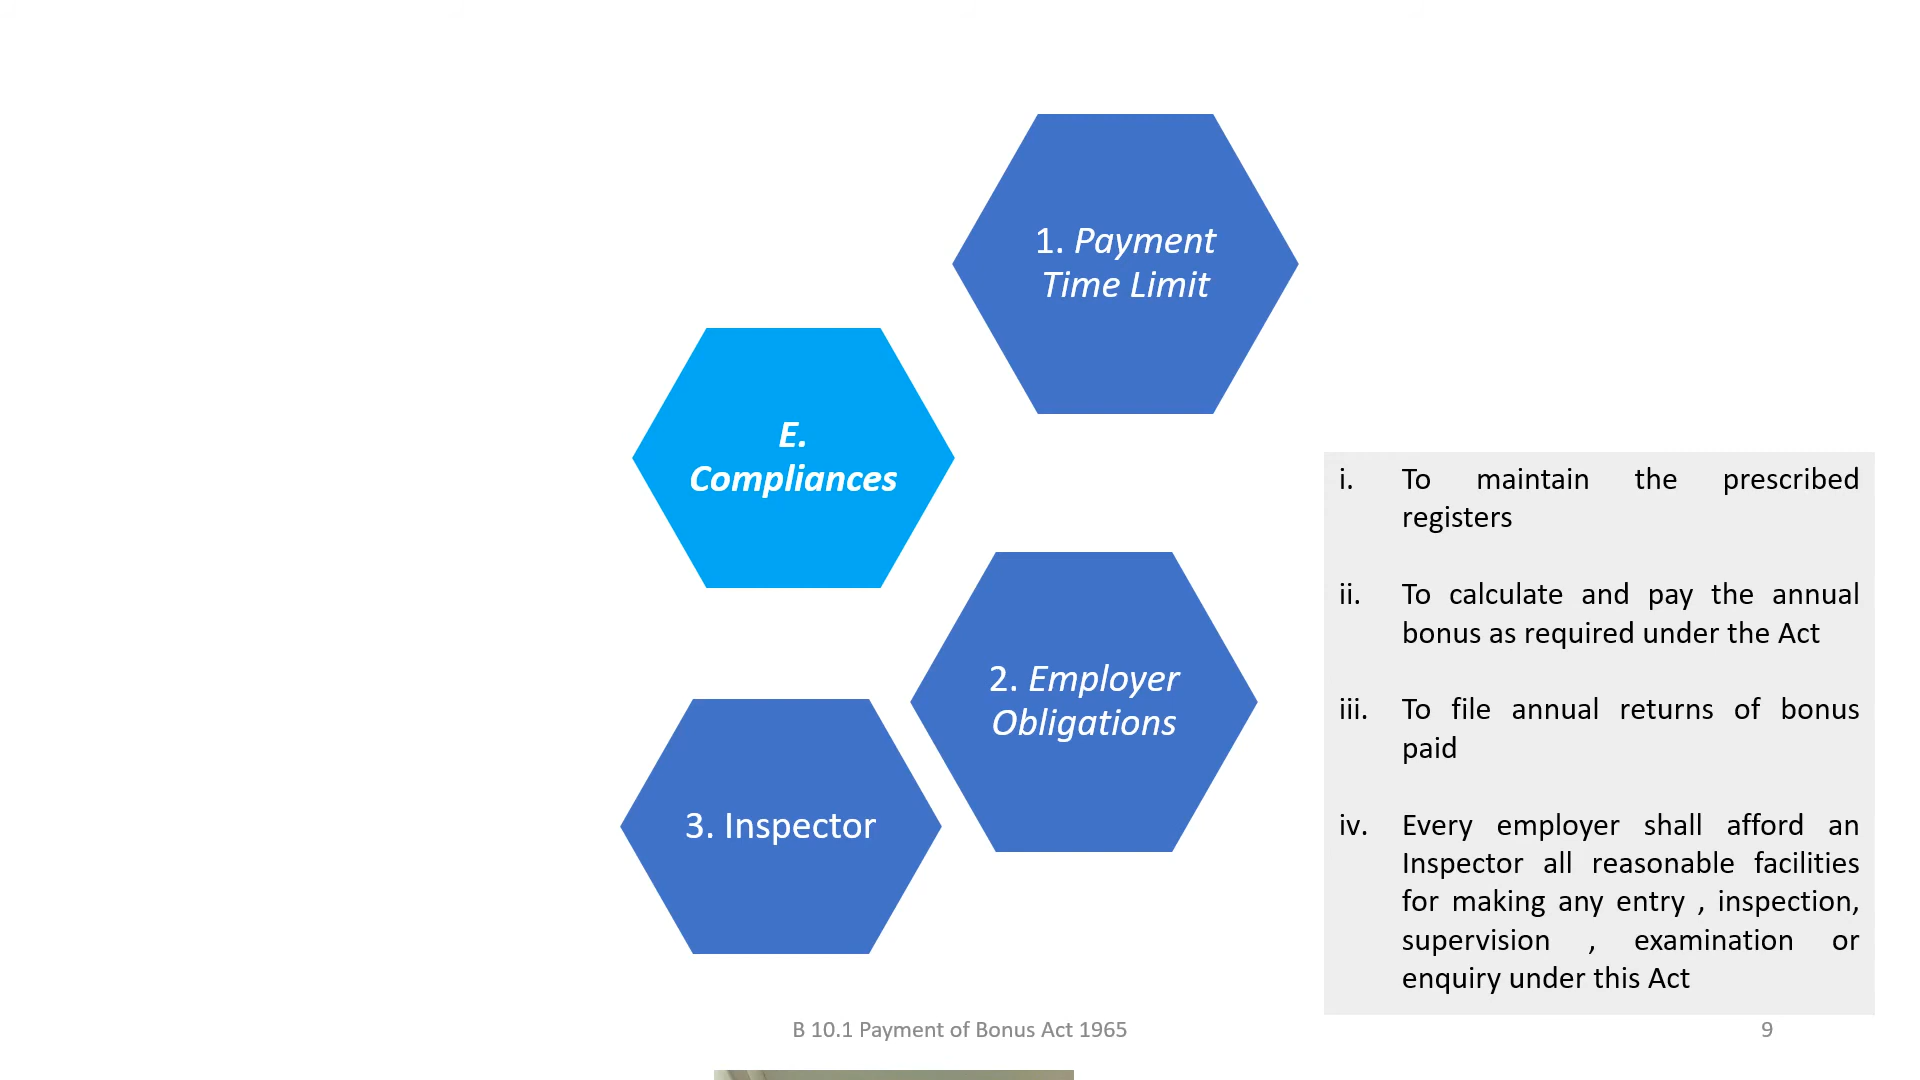 1. Payment
Time Limit
E.
Compliances
2. Employer
Obligations
3. Inspector
i. To maintain the prescribed
registers
ii. To calculate and pay the annual
bonus as required under the Act
iii. To file annual returns of bonus
paid
iv. Every employer shall afford an
Inspector all reasonable facilities
for making any entry , inspection,
supervision , examination or
enquiry under this Act
B 10.1 Payment of Bonus Act 1965
9